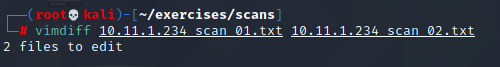 ┌──(root💀kali)-[~/exercises/scans]
└─# vimdiff 10.11.1.234_scan_01.txt 10.11.1.234_scan_02.txt
2 files to edit